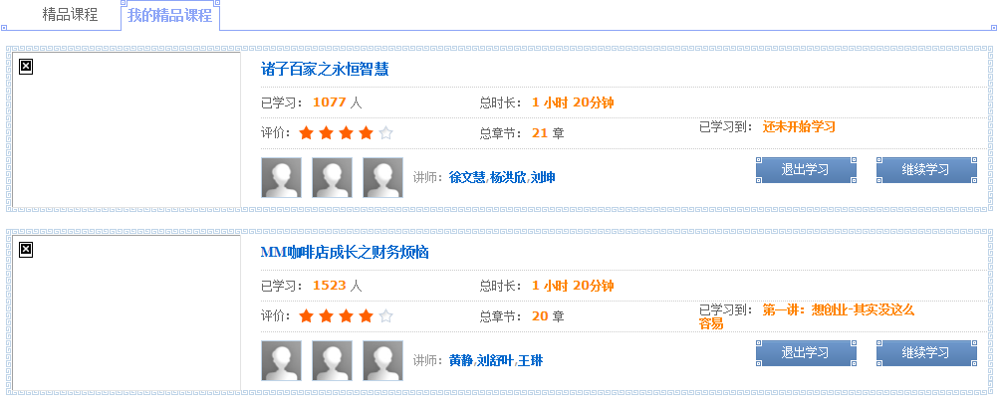 精品课程 我的精品课程
诸子百家之永恒智慧
已学习： 1077 人 总时长： 1 小时 20分钟
评价： 总章节： 21 章 已学习到： 还未开始学习
讲师：徐文慧,杨洪欣,刘坤 退出学习 继续学习
MM咖啡店成长之财务烦恼
已学习： 1523 人 总时长： 1 小时 20分钟
评价： 总章节： 20 章 已学习到： 第一讲：想创业-其实没这么
容易
讲师：黄静,刘舒叶,王琳 退出学习 继续学习